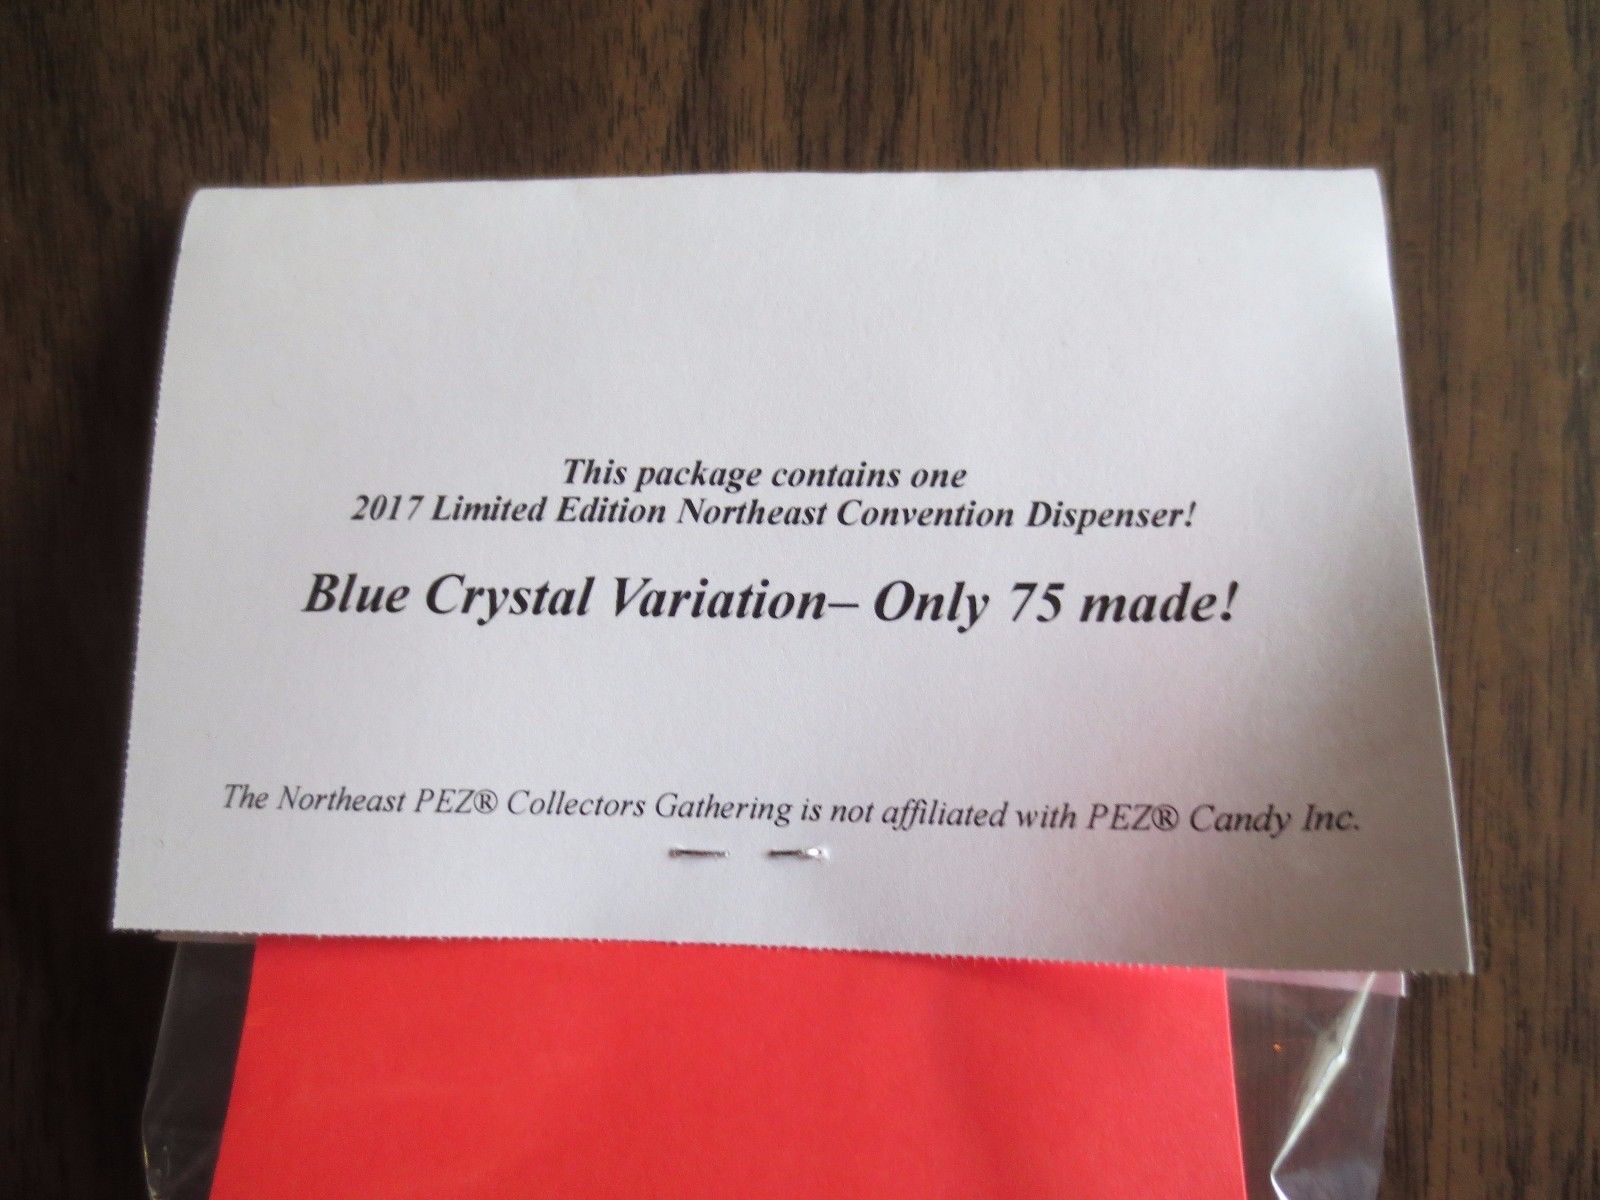 This package contains one
2017 Limited Edition Northeast Convention Dispenser!
Blue Crystal Variation– Only 75 made!
The Northeast PEZ® Collectors Gathering is not affiliated with PEZ® Candy Inc.